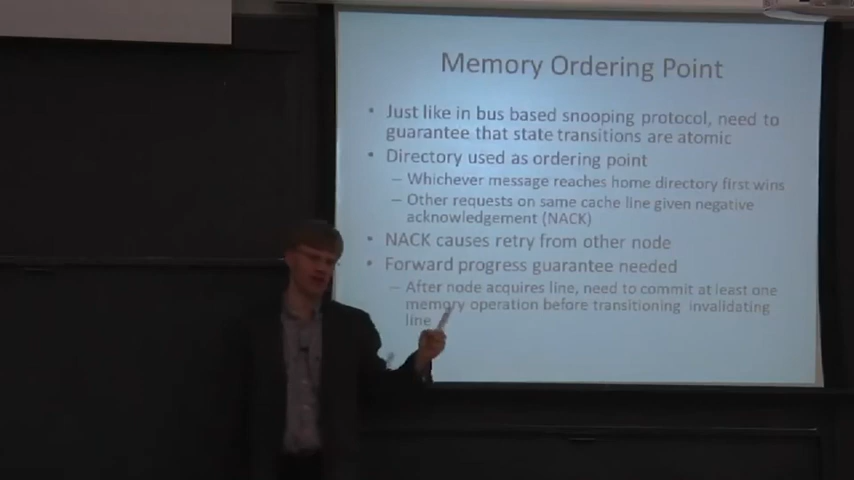 Memory Ordering Point
• Just like in bus based snooping protocol, need to
guarantee that state transitions are atomic
• Directory used as ordering point
– Whichever message reaches home directory first wins
– Other requests on same cache line given negative
acknowledgement (NACK)
• NACK causes retry from other node
• Forward progress guarantee needed
– After node acquires line, need to commit at least one
memory operation before transitioning invalidating
line